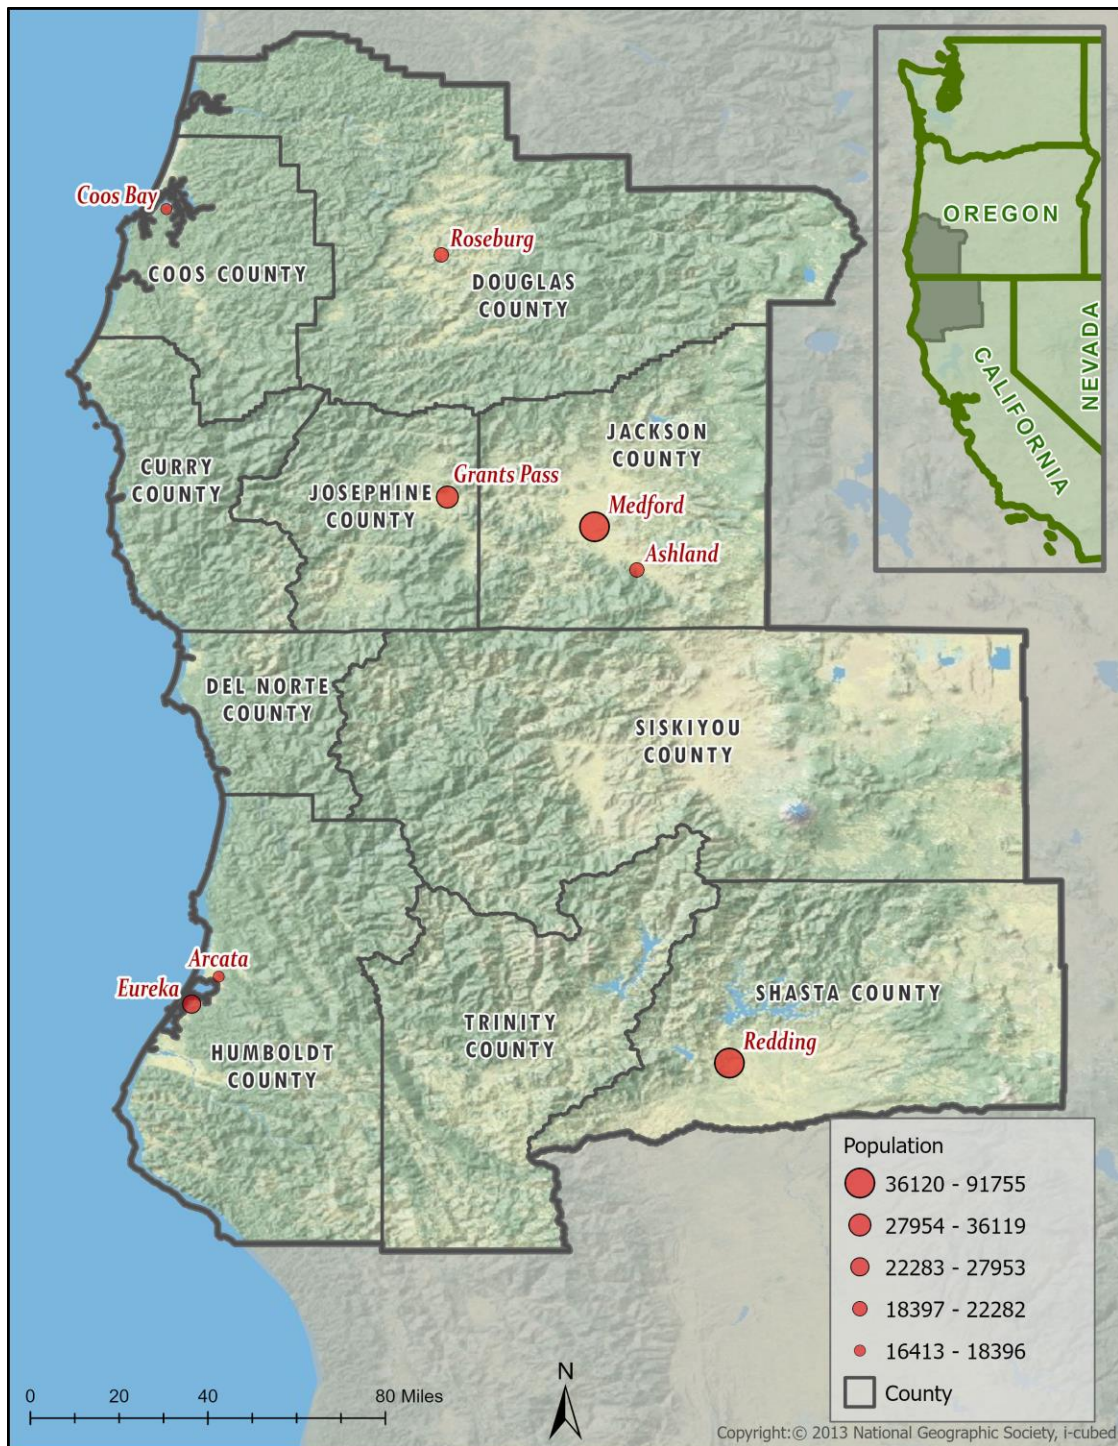 Coos Bay
COOS COUNTY
Roseburg
DOUGLAS
COUNTY
OREGON
NEVADA
CALIFORNIA
CURRY
COUNTY
JOSEPHINE
COUNTY
Grants Pass
JACKSON
COUNTY
Medford
Ashland
DEL NORTE
COUNTY
SISKIYOU
COUNTY
Arcata
Eureka
HUMBOLDT
COUNTY
TRINITY
COUNTY
SHASTA COUNTY
Redding
Population
36120 - 91755
27954 - 36119
22283 - 27953
18397 - 22282
16413 - 18396
County
0 20 40 80 Miles
N
Copyright:© 2013 National Geographic Society, i-cubed